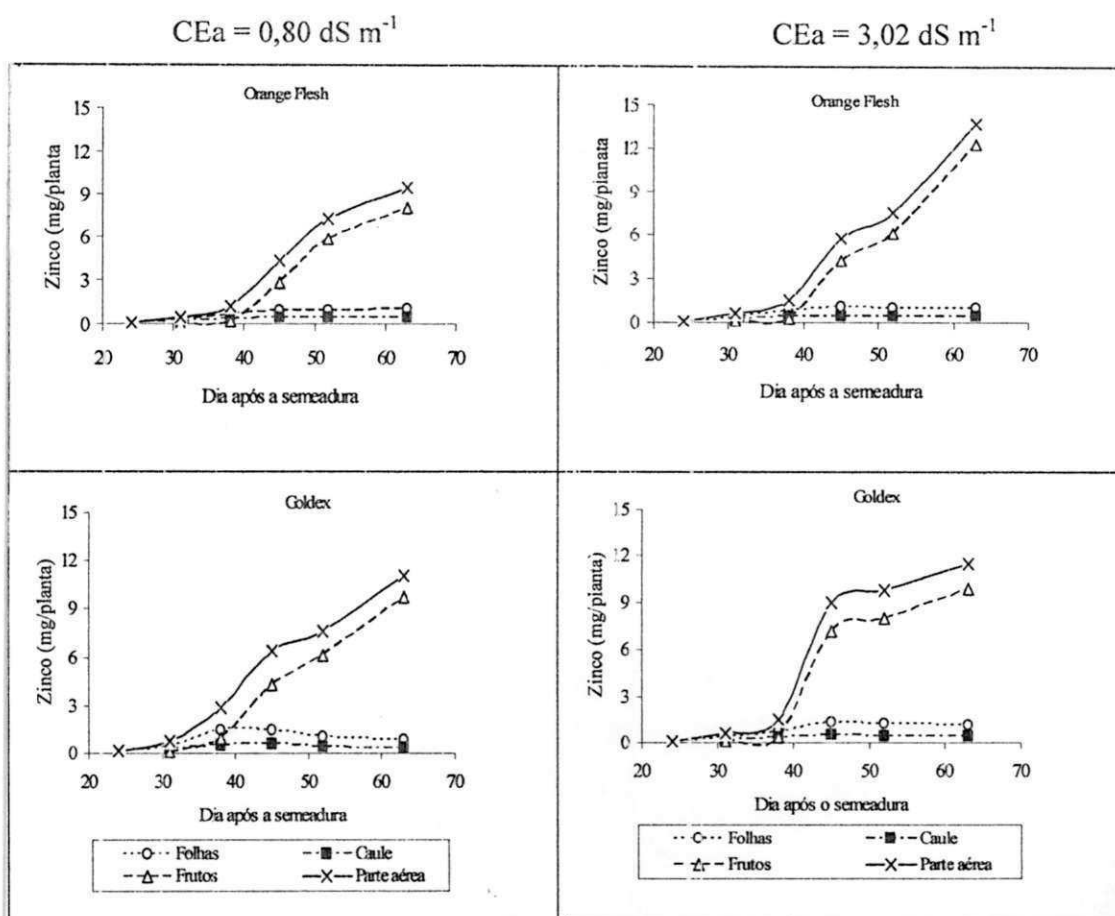 CEa = 0,80 dS m⁻¹
CEa = 3,02 dS m⁻¹
Orange Flesh
15
12
9
6
3
0
Zinco (mg/planta
20 30 40 50 60 70
Dia após a semeadura
Orange Flesh
15
12
9
6
3
0
Zinco (mg/pianata
20 30 40 50 60 70
Dia após a semeadura
Goldex
15
12
9
6
3
0
Zinco (mg/planta)
20 30 40 50 60 70
Dia após a semeadura
Folhas Caule
Frutos Parte aérea
Goldex
15
12
9
6
3
0
Zinco (mg/pianta)
20 30 40 50 60 70
Dia após o semeadura
Folhas Caule
Frutos Parte aérea